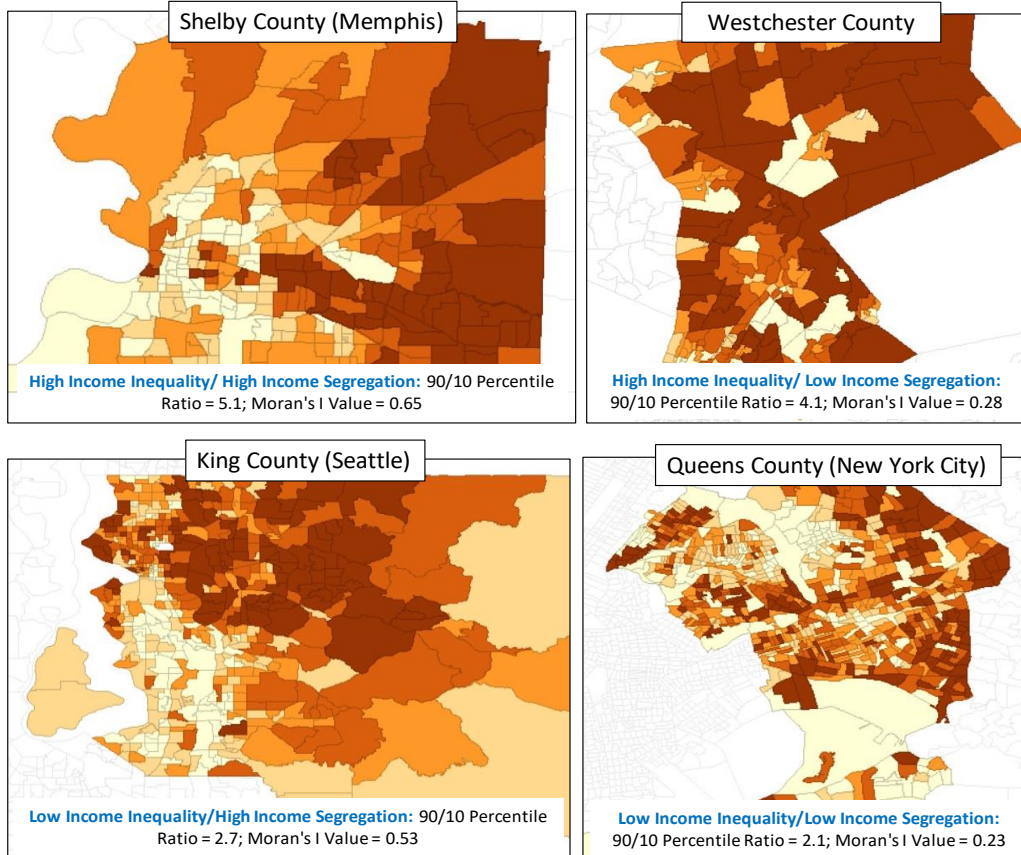 Shelby County (Memphis)
High Income Inequality/ High Income Segregation: 90/10 Percentile
Ratio = 5.1; Moran's I Value = 0.65
Westchester County
High Income Inequality/ Low Income Segregation:
90/10 Percentile Ratio = 4.1; Moran's I Value = 0.28
King County (Seattle)
Low Income Inequality/High Income Segregation: 90/10 Percentile
Ratio = 2.7; Moran's I Value = 0.53
Queens County (New York City)
Low Income Inequality/Low Income Segregation:
90/10 Percentile Ratio = 2.1; Moran's I Value = 0.23